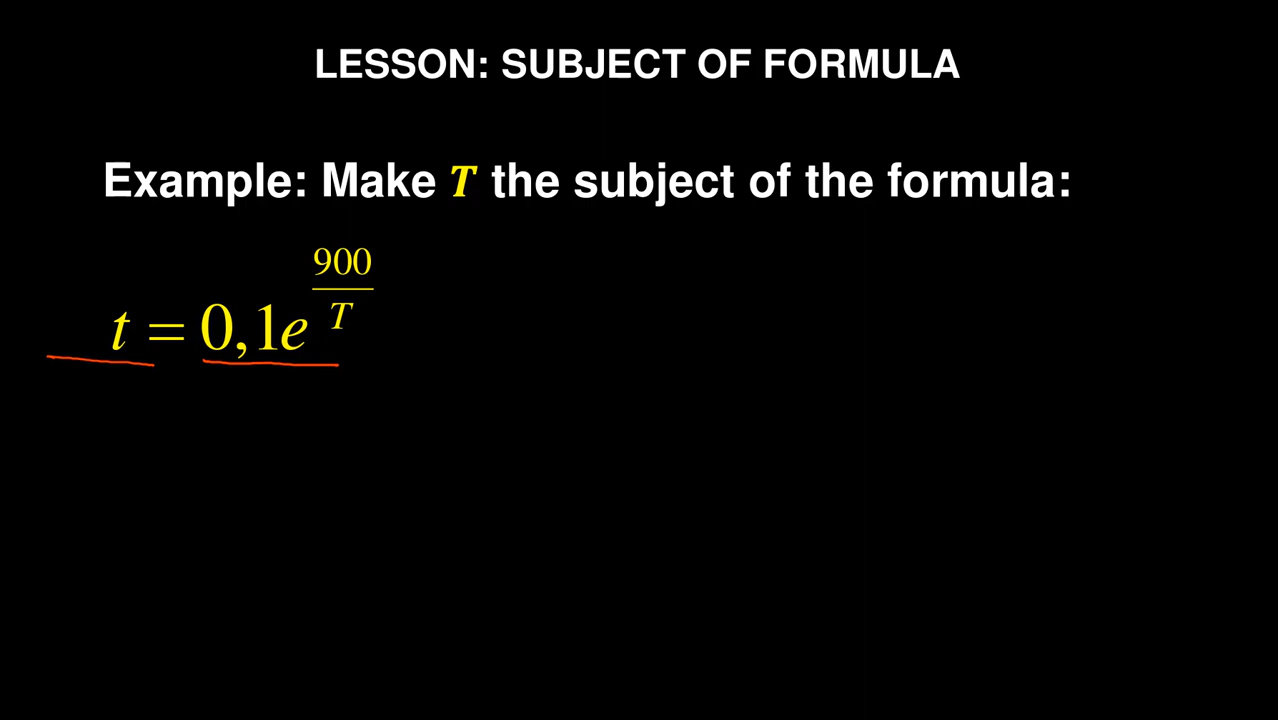 LESSON: SUBJECT OF FORMULA
Example: Make T the subject of the formula:
t = 0,1e^(900/T)